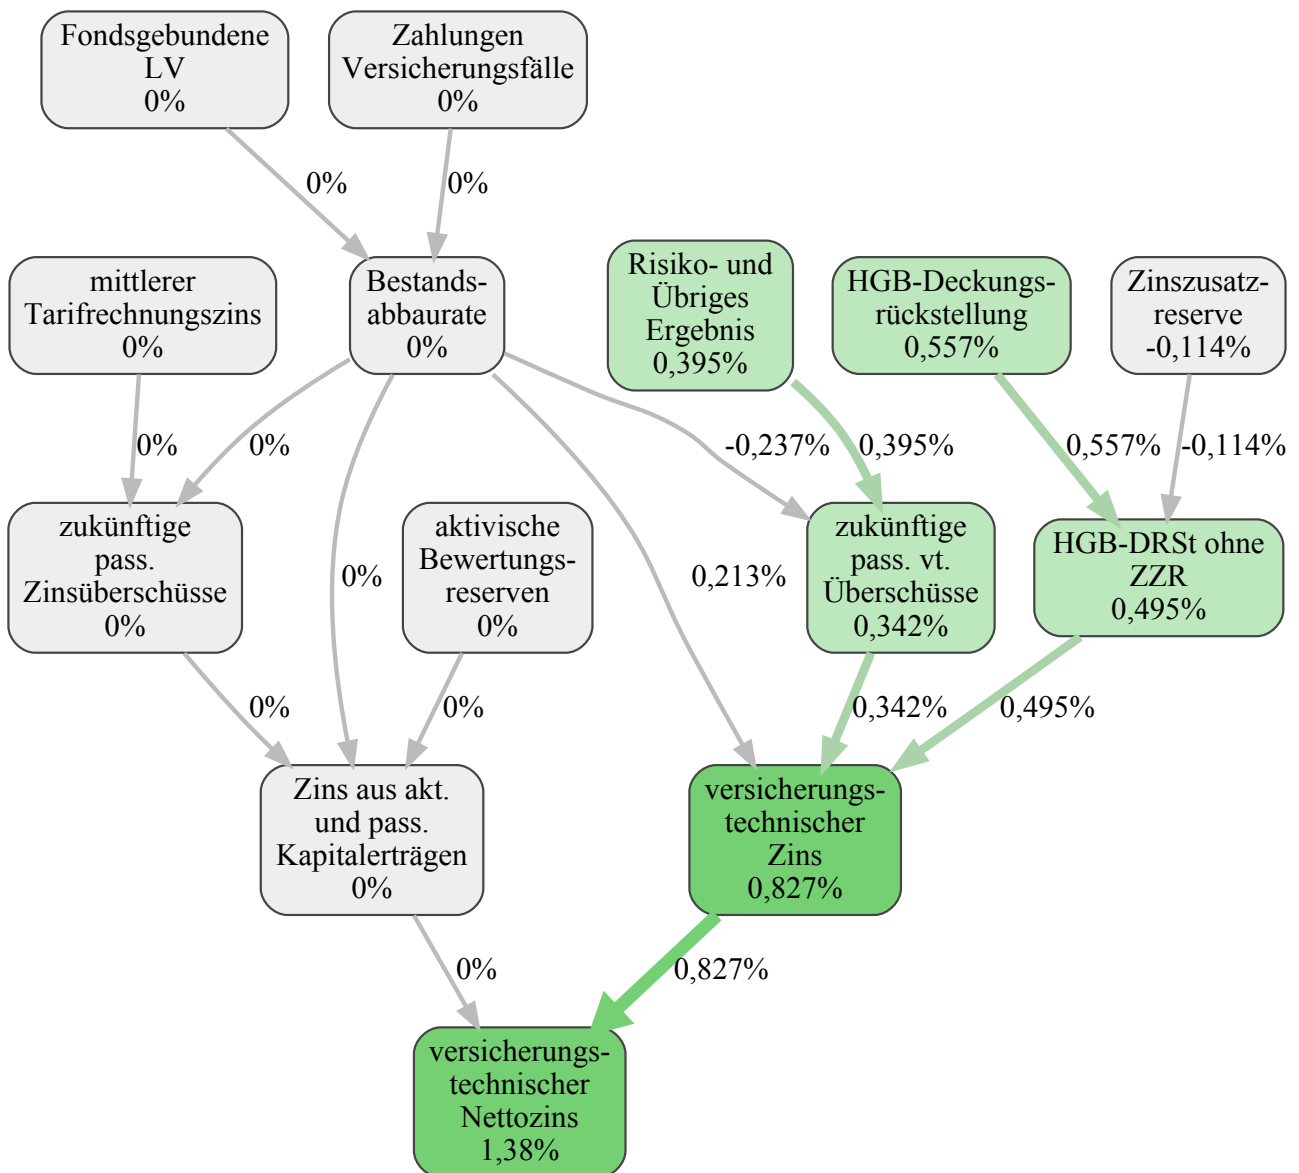 Fondsgebundene
LV
0%
Zahlungen
Versicherungsfälle
0%
0%
0%
mittlerer
Tarifrechnungszins
0%
Bestands-
abbaurate
0%
Risiko- und
Übriges
Ergebnis
0,395%
HGB-Deckungs-
rückstellung
0,557%
Zinszusatz-
reserve
-0,114%
0%
0%
-0,237%
0,395%
0,557%
-0,114%
zukünftige
pass.
Zinsüberschüsse
0%
0%
aktivische
Bewertungs-
reserven
0%
0,213%
zukünftige
pass. vt.
Überschüsse
0,342%
HGB-DRSt ohne
ZZR
0,495%
0%
0%
0,342%
0,495%
Zins aus akt.
und pass.
Kapitalerträgen
0%
versicherungs-
technischer
Zins
0,827%
0%
0,827%
versicherungs-
technischer
Nettozins
1,38%